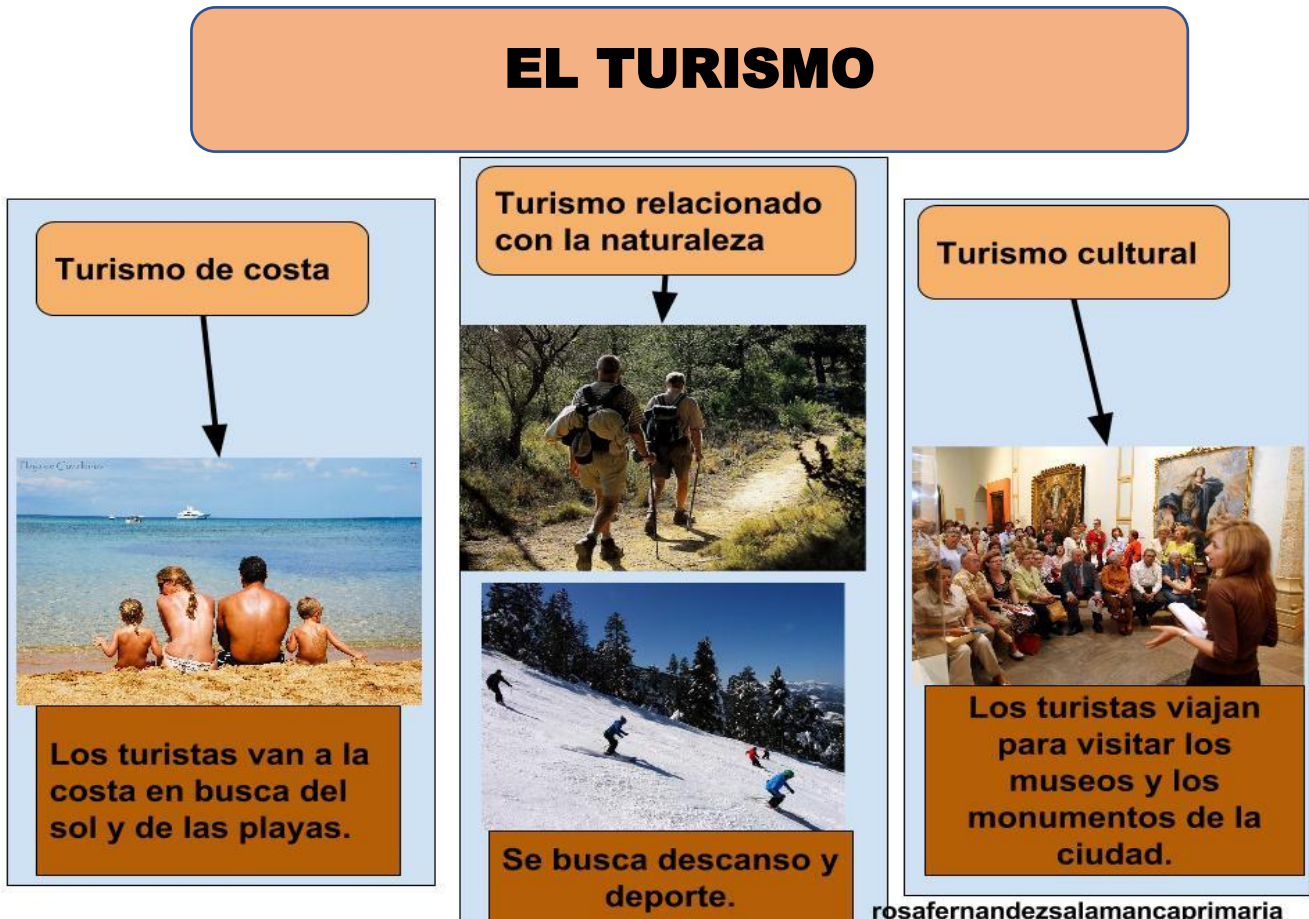 EL TURISMO
Turismo de costa
Los turistas van a la
costa en busca del
sol y de las playas.
Turismo relacionado
con la naturaleza
Se busca descanso y
deporte.
Turismo cultural
Los turistas viajan
para visitar los
museos y los
monumentos de la
ciudad.
rosafernandezsalamancaprimaria